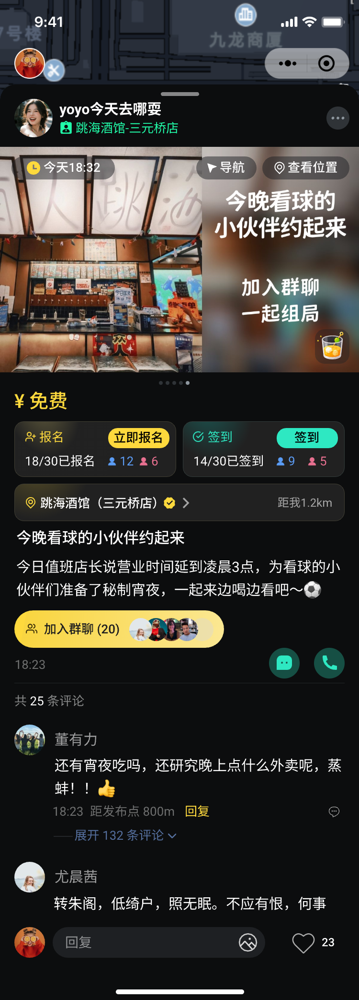 9:41
7号楼
九龙商厦
yoyo今天去哪耍
跳海酒馆-三元桥店
今天18:32
导航
查看位置
人跳海
今晚看球的
小伙伴约起来
加入群聊
一起组局
众人
¥ 免费
报名
立即报名
签到
签到
18/30已报名
12
6
14/30已签到
9
5
跳海酒馆（三元桥店）
距我1.2km
今晚看球的小伙伴约起来
今日值班店长说营业时间延到凌晨3点，为看球的小
伙伴们准备了秘制宵夜，一起来边喝边看吧～
加入群聊 (20)
18:23
共 25 条评论
董有力
还有宵夜吃吗，还研究晚上点什么外卖呢，蒸
蚌！！
18:23 距发布点 800m 回复
展开 132 条评论
尤晨茜
转朱阁，低绮户，照无眠。不应有恨，何事
回复
23